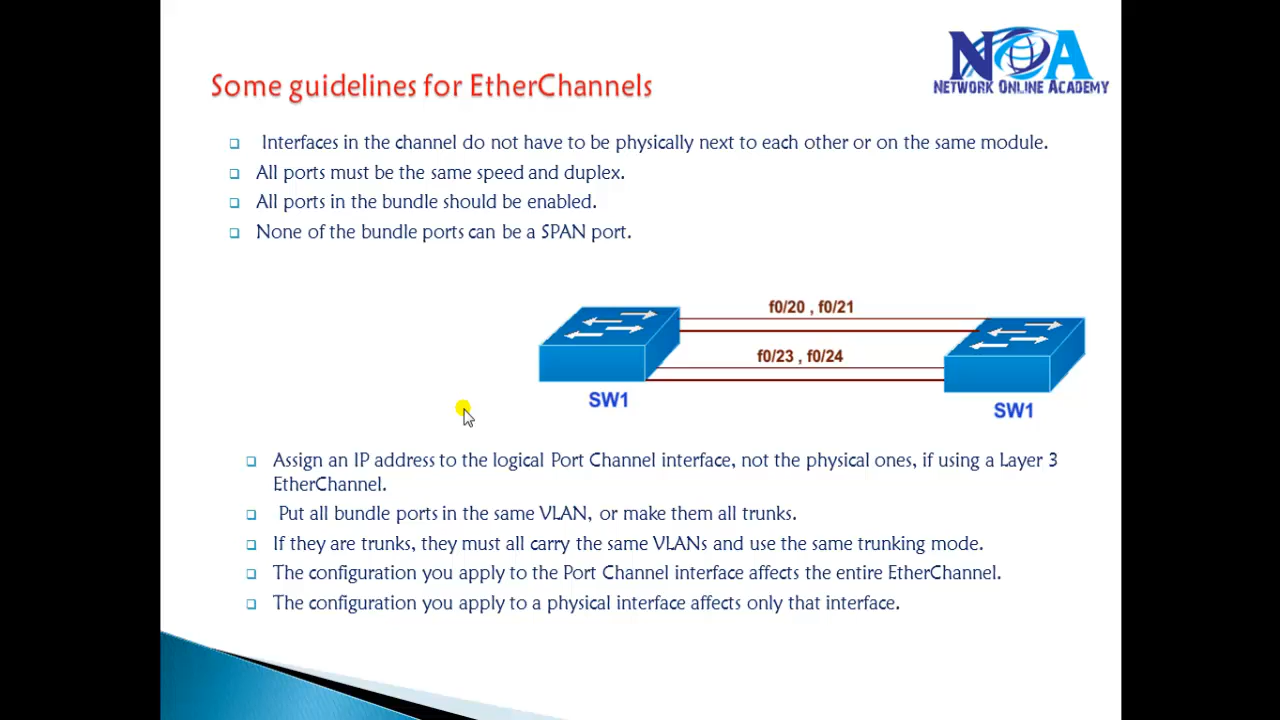 NOA
NETWORK ONLINE ACADEMY
Some guidelines for EtherChannels
Interfaces in the channel do not have to be physically next to each other or on the same module.
All ports must be the same speed and duplex.
All ports in the bundle should be enabled.
None of the bundle ports can be a SPAN port.
f0/20 , f0/21
f0/23 , f0/24
SW1
SW1
Assign an IP address to the logical Port Channel interface, not the physical ones, if using a Layer 3
EtherChannel.
Put all bundle ports in the same VLAN, or make them all trunks.
If they are trunks, they must all carry the same VLANs and use the same trunking mode.
The configuration you apply to the Port Channel interface affects the entire EtherChannel.
The configuration you apply to a physical interface affects only that interface.